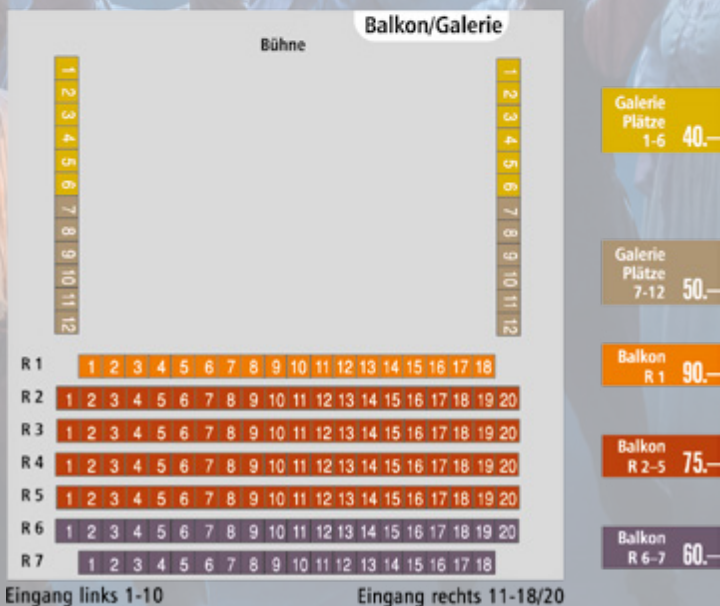 Balkon/Galerie
Bühne
1 1
2 2
3 3
4 4
5 5
6 6
7 7
8 8
9 9
10 10
11 11
12 12
R 1 1 2 3 4 5 6 7 8 9 10 11 12 13 14 15 16 17 18
R 2 1 2 3 4 5 6 7 8 9 10 11 12 13 14 15 16 17 18 19 20
R 3 1 2 3 4 5 6 7 8 9 10 11 12 13 14 15 16 17 18 19 20
R 4 1 2 3 4 5 6 7 8 9 10 11 12 13 14 15 16 17 18 19 20
R 5 1 2 3 4 5 6 7 8 9 10 11 12 13 14 15 16 17 18 19 20
R 6 1 2 3 4 5 6 7 8 9 10 11 12 13 14 15 16 17 18 19 20
R 7 1 2 3 4 5 6 7 8 9 10 11 12 13 14 15 16 17 18
Eingang links 1-10 Eingang rechts 11-18/20
Galerie
Plätze
1-6 40.–
Galerie
Plätze
7-12 50.–
Balkon
R 1 90.–
Balkon
R 2–5 75.–
Balkon
R 6–7 60.–